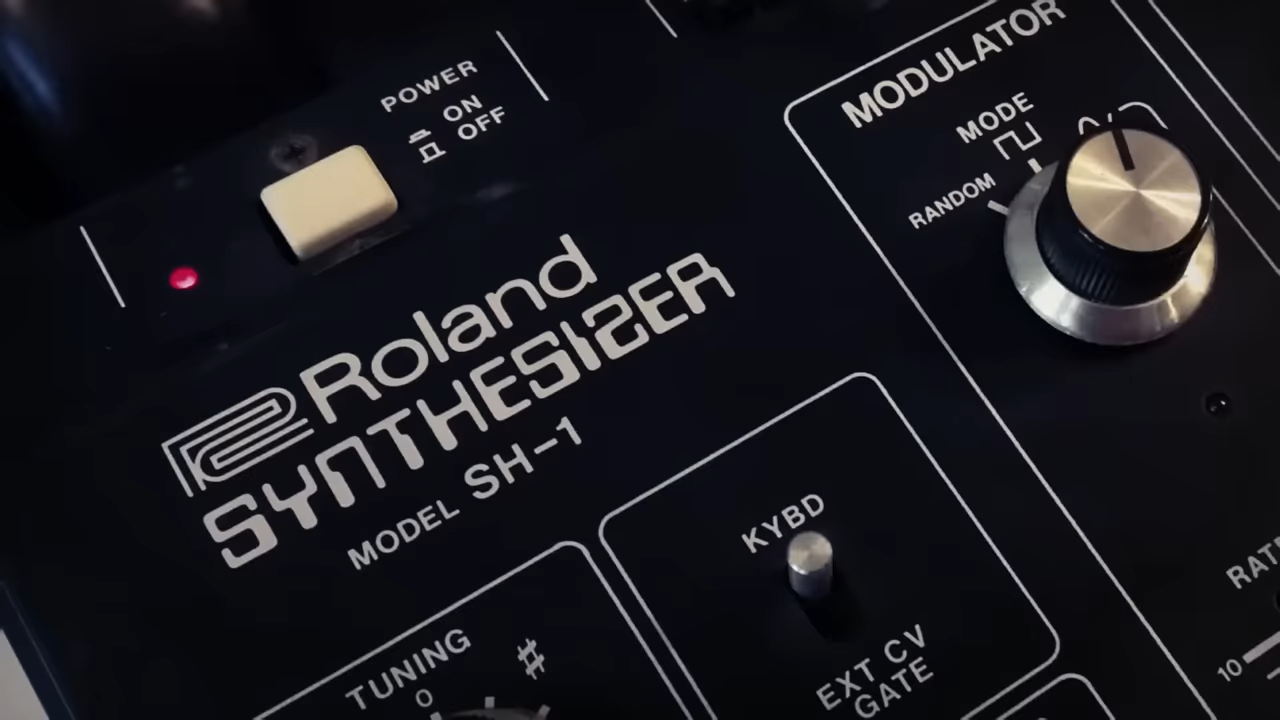 POWER
ON
OFF
MODULATOR
MODE
RANDOM
Roland
SYNTHESIZER
MODEL SH-1
KYBD
EXT CV
GATE
TUNING
0
♯
10